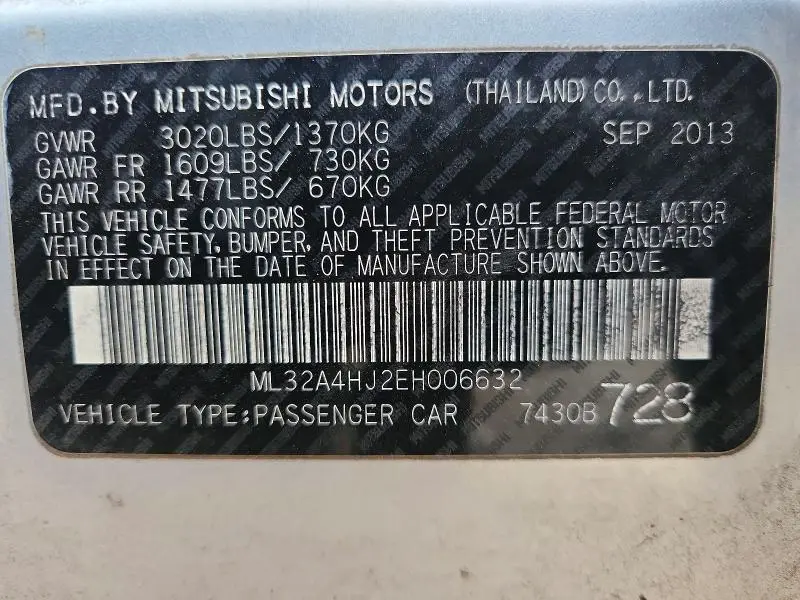 MFD.BY MITSUBISHI MOTORS (THAILAND)CO.,LTD.
GVWR 3020LBS/1370KG SEP 2013
GAWR FR 1609LBS/ 730KG
GAWR RR 1477LBS/ 670KG
THIS VEHICLE CONFORMS TO ALL APPLICABLE FEDERAL MOTOR
VEHICLE SAFETY, BUMPER, AND THEFT PREVENTION STANDARDS
IN EFFECT ON THE DATE OF MANUFACTURE SHOWN ABOVE.
ML32A4HJ2EH006632
VEHICLE TYPE:PASSENGER CAR 7430B 728